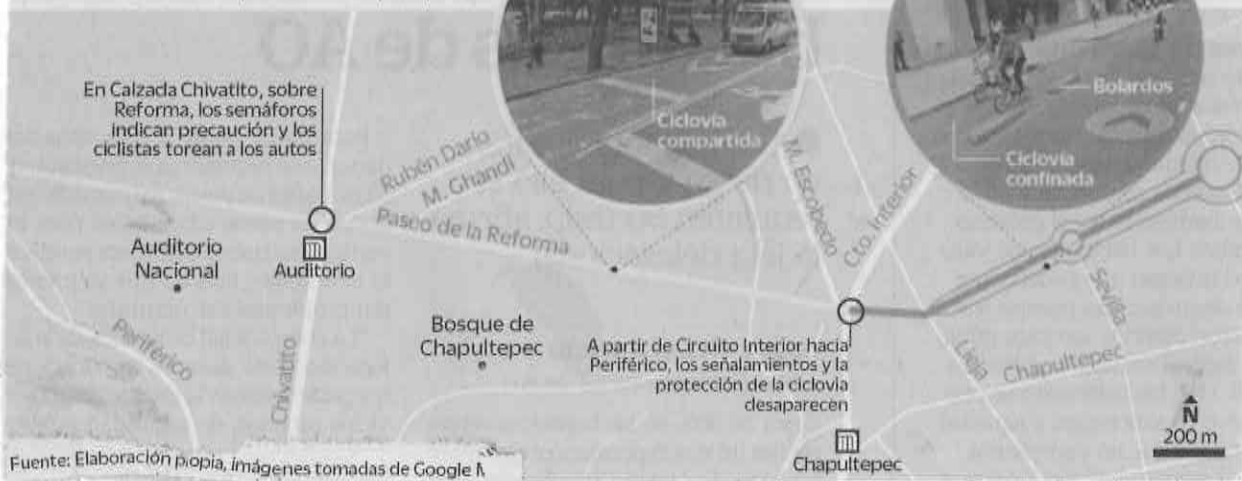 de AO
En Calzada Chivatito, sobre
Reforma, los semáforos
indican precaución y los
ciclistas torean a los autos
Ciclovía
compartida
Bolardos
Ciclovía
confinada
Rubén Darío
M. Ghandi
Paseo de la Reforma
M. Escobedo
Cto. Interior
Auditorio
Nacional
Auditorio
Sevilla
Periférico
Chivatito
Bosque de
Chapultepec
A partir de Circuito Interior hacia
Periférico, los señalamientos y la
protección de la ciclovia
desaparecen
Lieja
Chapultepec
N
200 m
Chapultepec
Fuente: Elaboración propia, imágenes tomadas de Google M